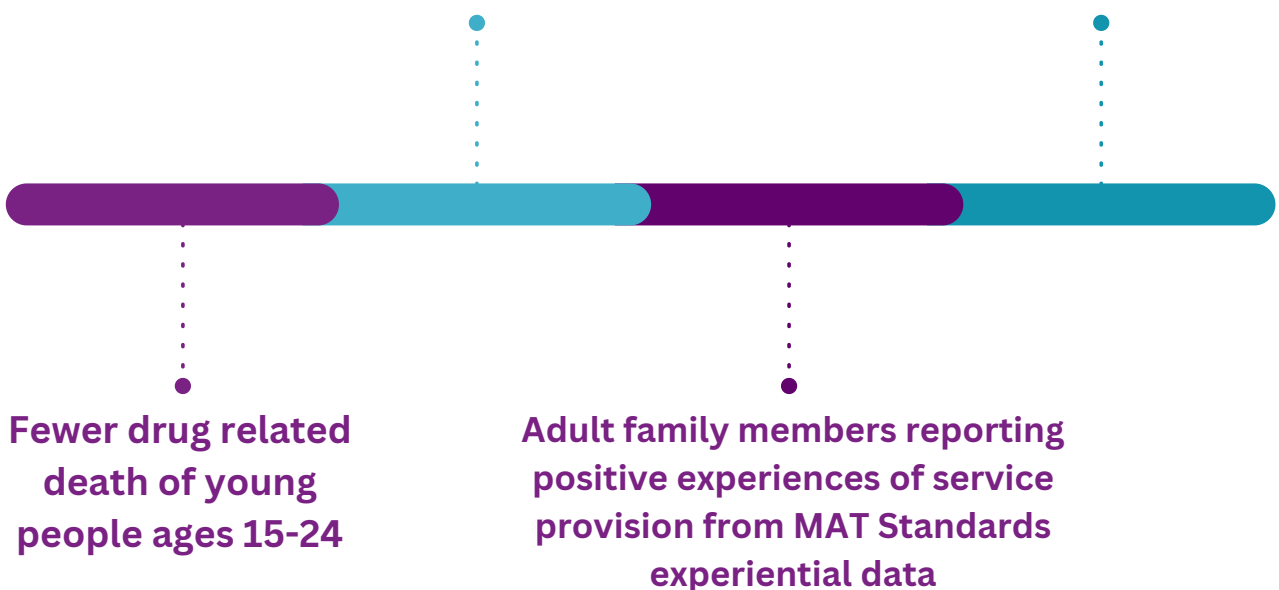 Fewer drug related
death of young
people ages 15-24
Adult family members reporting
positive experiences of service
provision from MAT Standards
experiential data